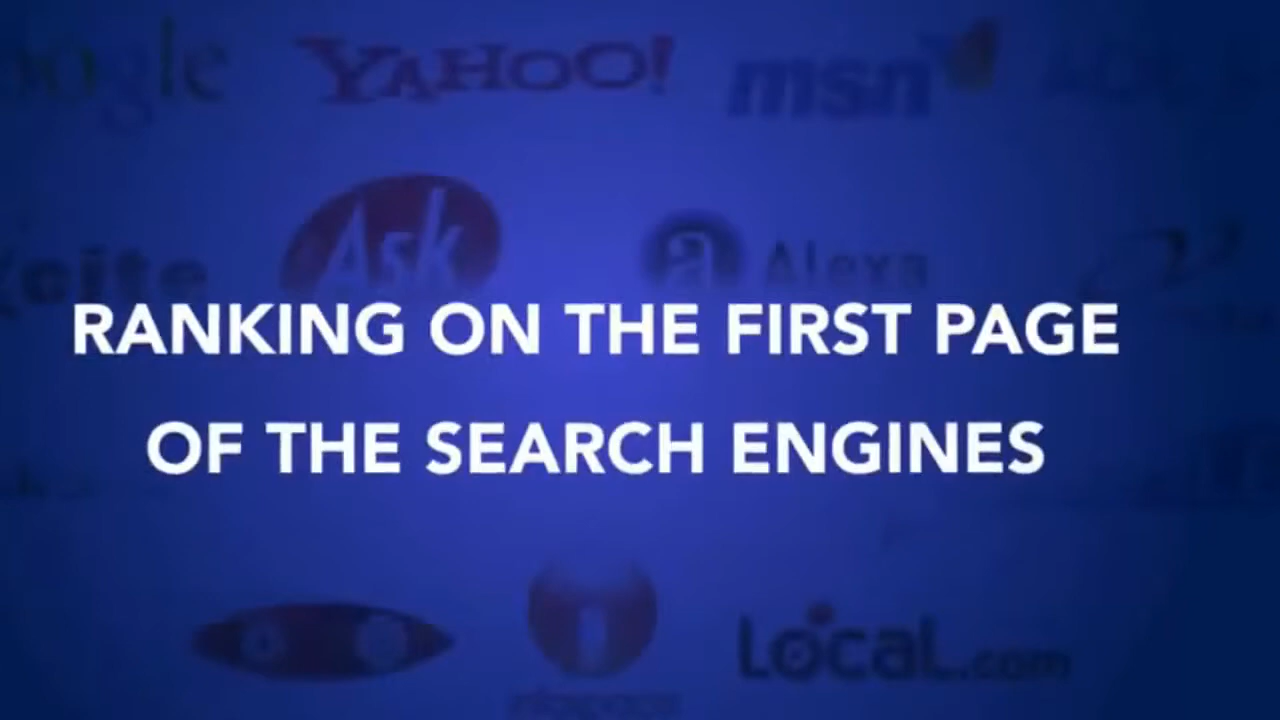 YAHOO!
msn
Ask
a Alexa
RANKING ON THE FIRST PAGE
OF THE SEARCH ENGINES
i
LOCAL.com